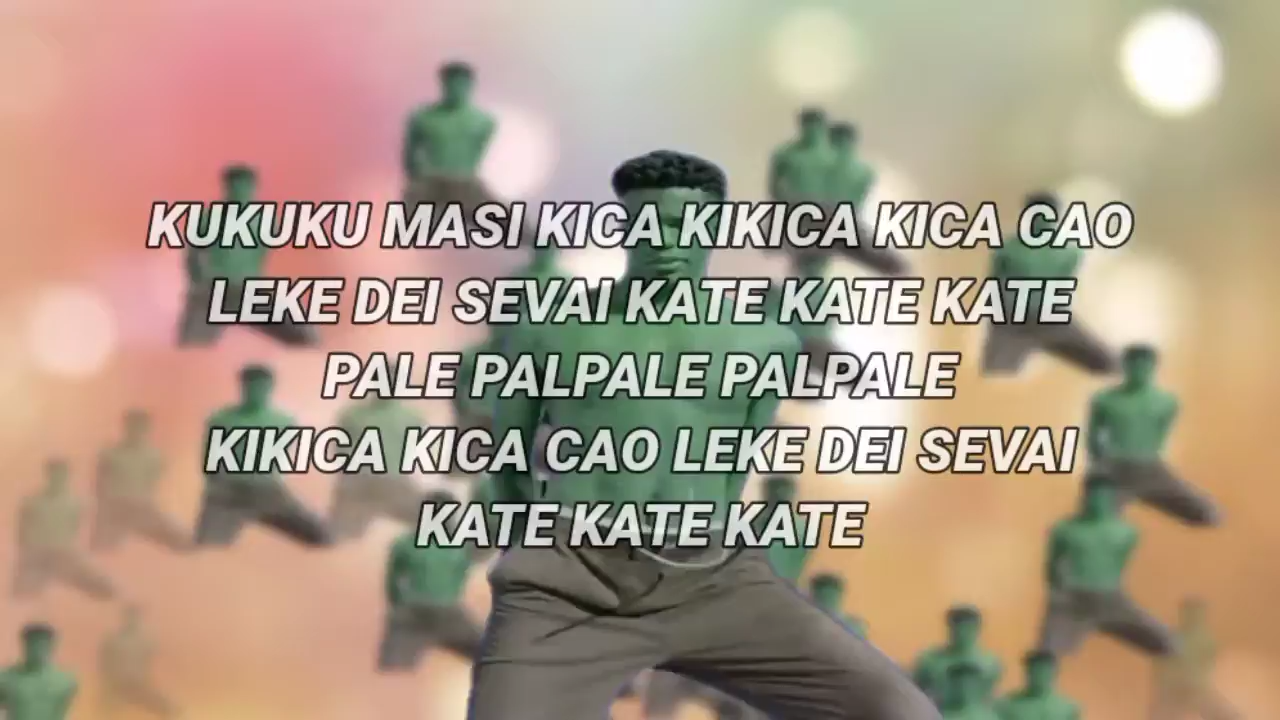 KUKUKU MASI KICA KIKICA KICA CAO
LEKE DEI SEVAI KATE KATE KATE
PALE PALPALE PALPALE
KIKICA KICA CAO LEKE DEI SEVAI
KATE KATE KATE